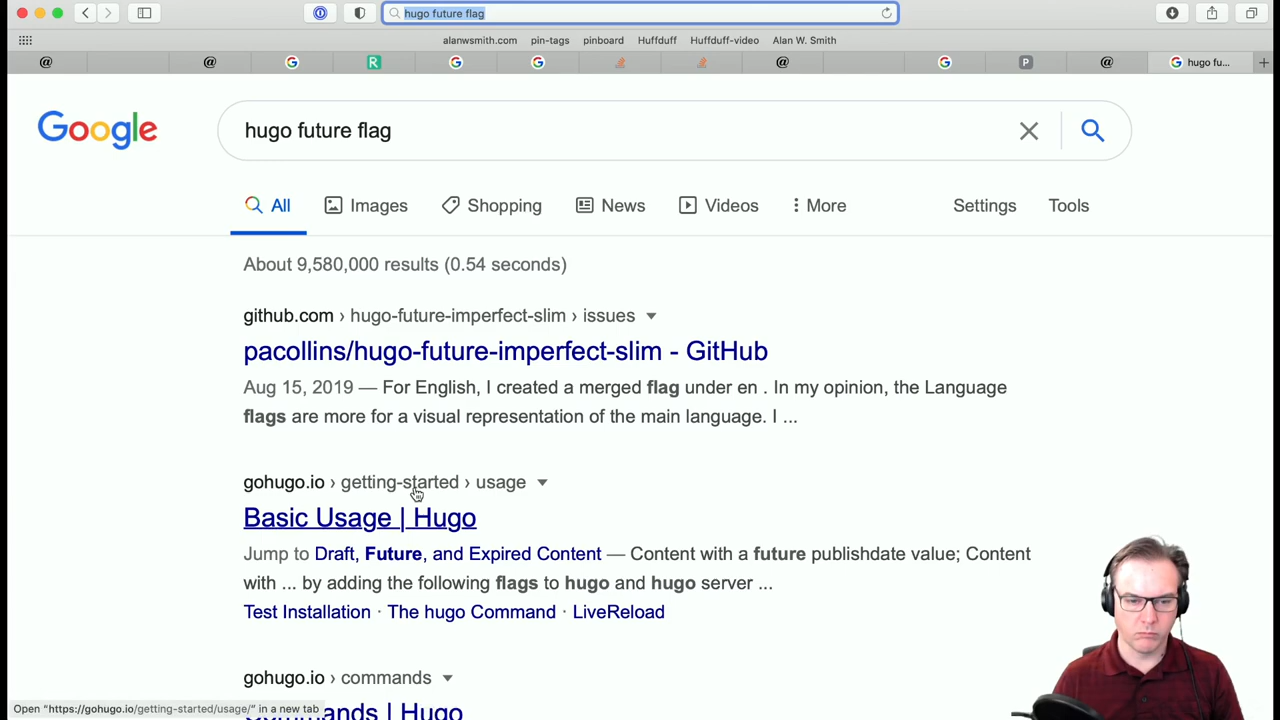 hugo future flag
alanwsmith.com pin-tags pinboard Huffduff Huffduff-video Alan W. Smith
@ @ G R G G @ G P @ G hugo fu... +
Google hugo future flag
All Images Shopping News Videos More Settings Tools
About 9,580,000 results (0.54 seconds)
github.com › hugo-future-imperfect-slim › issues
pacollins/hugo-future-imperfect-slim - GitHub
Aug 15, 2019 — For English, I created a merged flag under en . In my opinion, the Language
flags are more for a visual representation of the main language. I ...
gohugo.io › getting-started › usage
Basic Usage | Hugo
Jump to Draft, Future, and Expired Content — Content with a future publishdate value; Content
with ... by adding the following flags to hugo and hugo server ...
Test Installation · The hugo Command · LiveReload
gohugo.io › commands
Commands | Hugo
Open “https://gohugo.io/getting-started/usage/” in a new tab